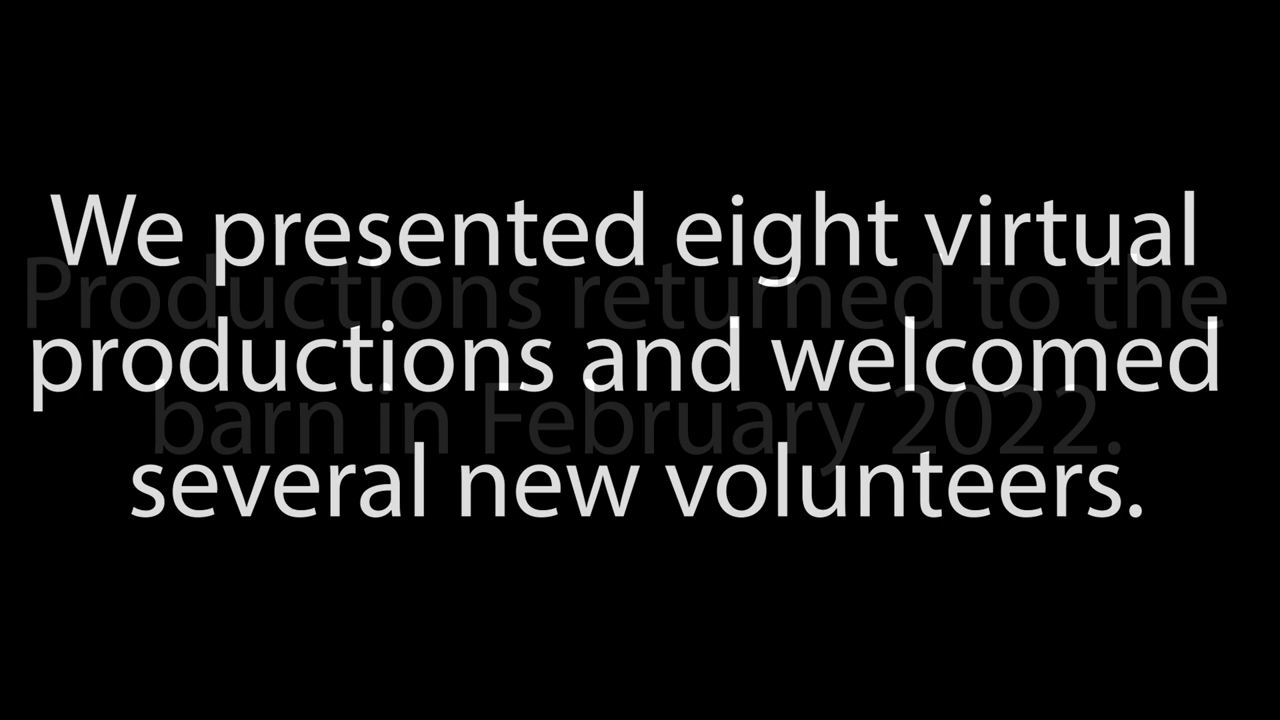 We presented eight virtual
productions and welcomed
several new volunteers.
Productions returned to the
barn in February 2022.